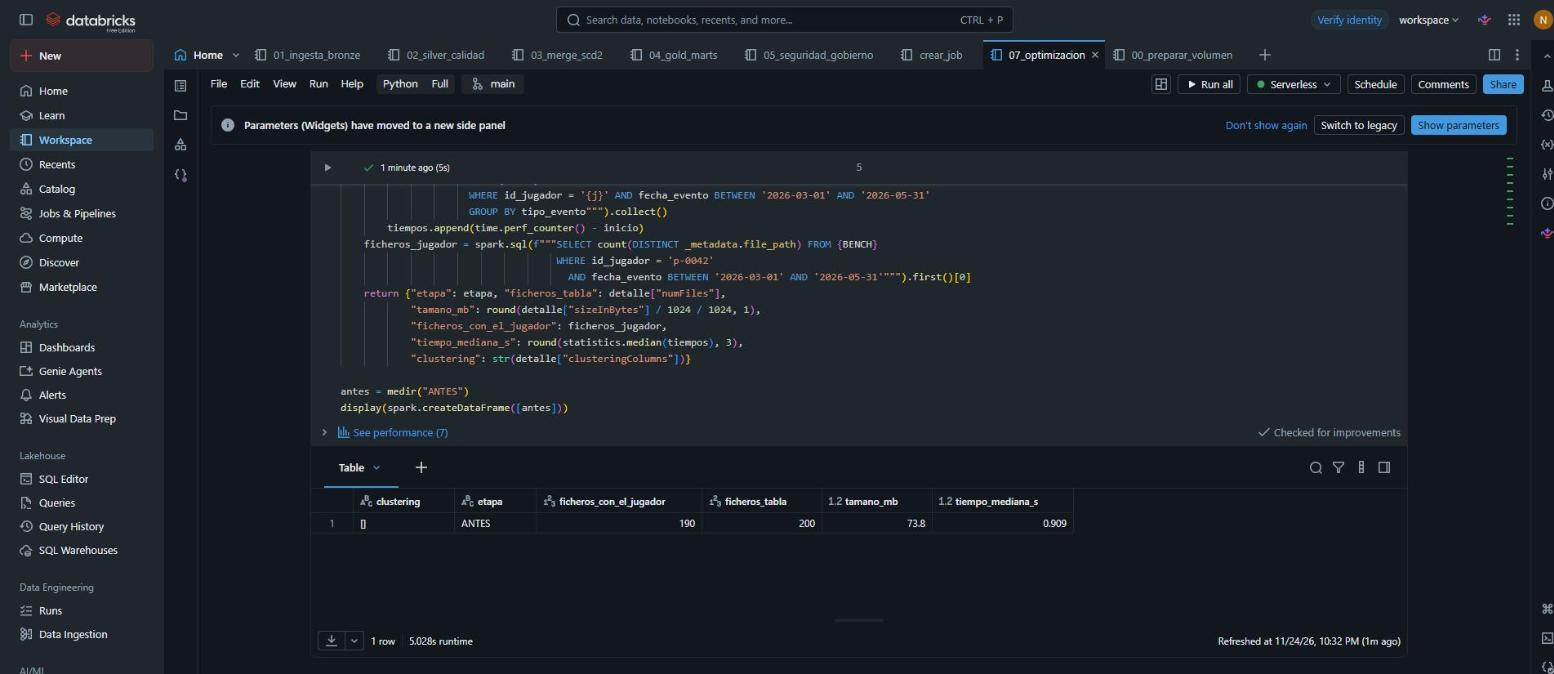 databricks
Free Edition
Search data, notebooks, recents, and more...
CTRL + P
Verify identity
workspace
N
New
Home
01_ingesta_bronze
02_silver_calidad
03_merge_scd2
04_gold_marts
05_seguridad_gobierno
crear_job
07_optimizacion
00_preparar_volumen
File Edit View Run Help Python Full main
Run all
Serverless
Schedule
Comments
Share
Home
Learn
Workspace
Recents
Catalog
Jobs & Pipelines
Compute
Discover
Marketplace
Analytics
Dashboards
Genie Agents
Alerts
Visual Data Prep
Lakehouse
SQL Editor
Queries
Query History
SQL Warehouses
Data Engineering
Runs
Data Ingestion
AI/ML
Parameters (Widgets) have moved to a new side panel
Don't show again
Switch to legacy
Show parameters
1 minute ago (5s)
5
WHERE id_jugador = '{j}' AND fecha_evento BETWEEN '2026-03-01' AND '2026-05-31'
GROUP BY tipo_evento""").collect()
tiempos.append(time.perf_counter() - inicio)
ficheros_jugador = spark.sql(f"""SELECT count(DISTINCT _metadata.file_path) FROM {BENCH}
WHERE id_jugador = 'p-0042'
AND fecha_evento BETWEEN '2026-03-01' AND '2026-05-31'""").first()[0]
return {"etapa": etapa, "ficheros_tabla": detalle["numFiles"],
"tamano_mb": round(detalle["sizeInBytes"] / 1024 / 1024, 1),
"ficheros_con_el_jugador": ficheros_jugador,
"tiempo_mediana_s": round(statistics.median(tiempos), 3),
"clustering": str(detalle["clusteringColumns"])}
antes = medir("ANTES")
display(spark.createDataFrame([antes]))
See performance (7)
Checked for improvements
Table
clustering etapa ficheros_con_el_jugador ficheros_tabla 1.2 tamano_mb 1.2 tiempo_mediana_s
1 [] ANTES 190 200 73.8 0.909
1 row 5.028s runtime
Refreshed at 11/24/26, 10:32 PM (1m ago)